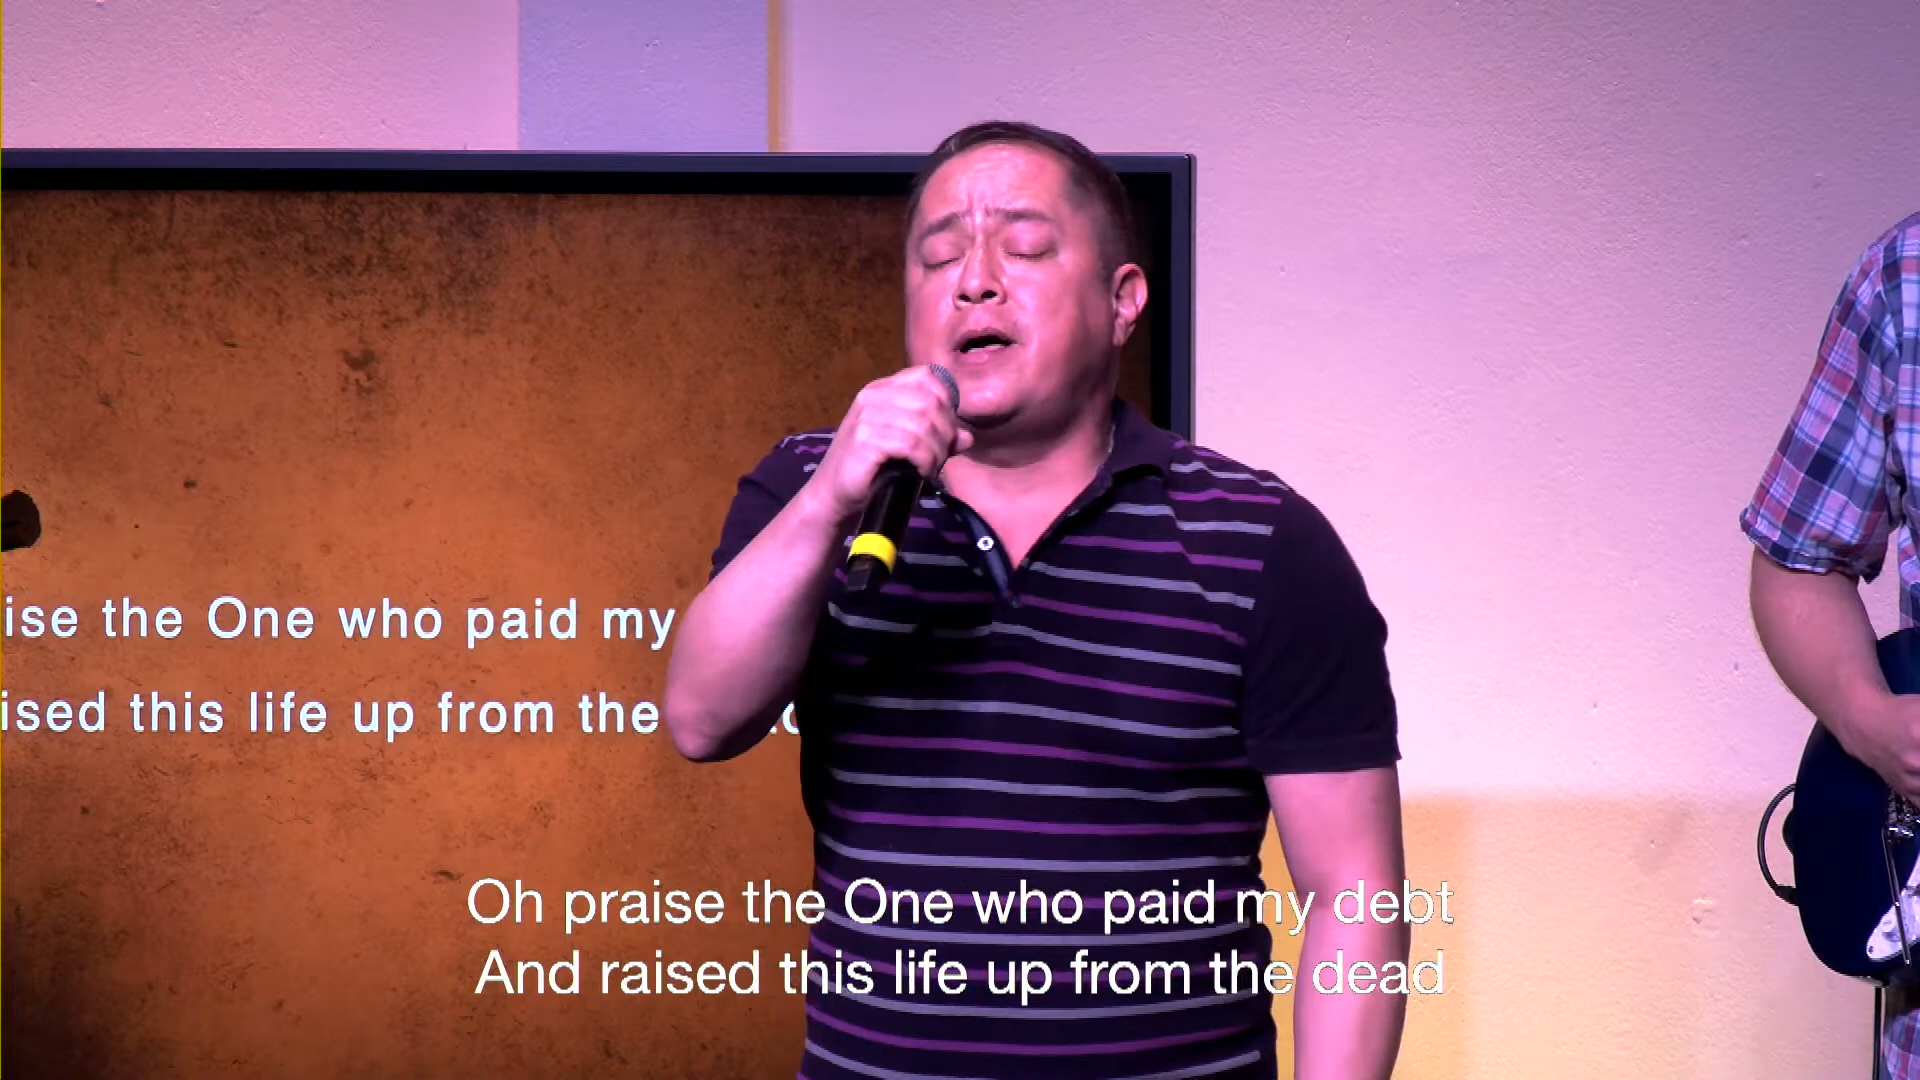 ise the One who paid my
ised this life up from the
Oh praise the One who paid my debt
And raised this life up from the dead